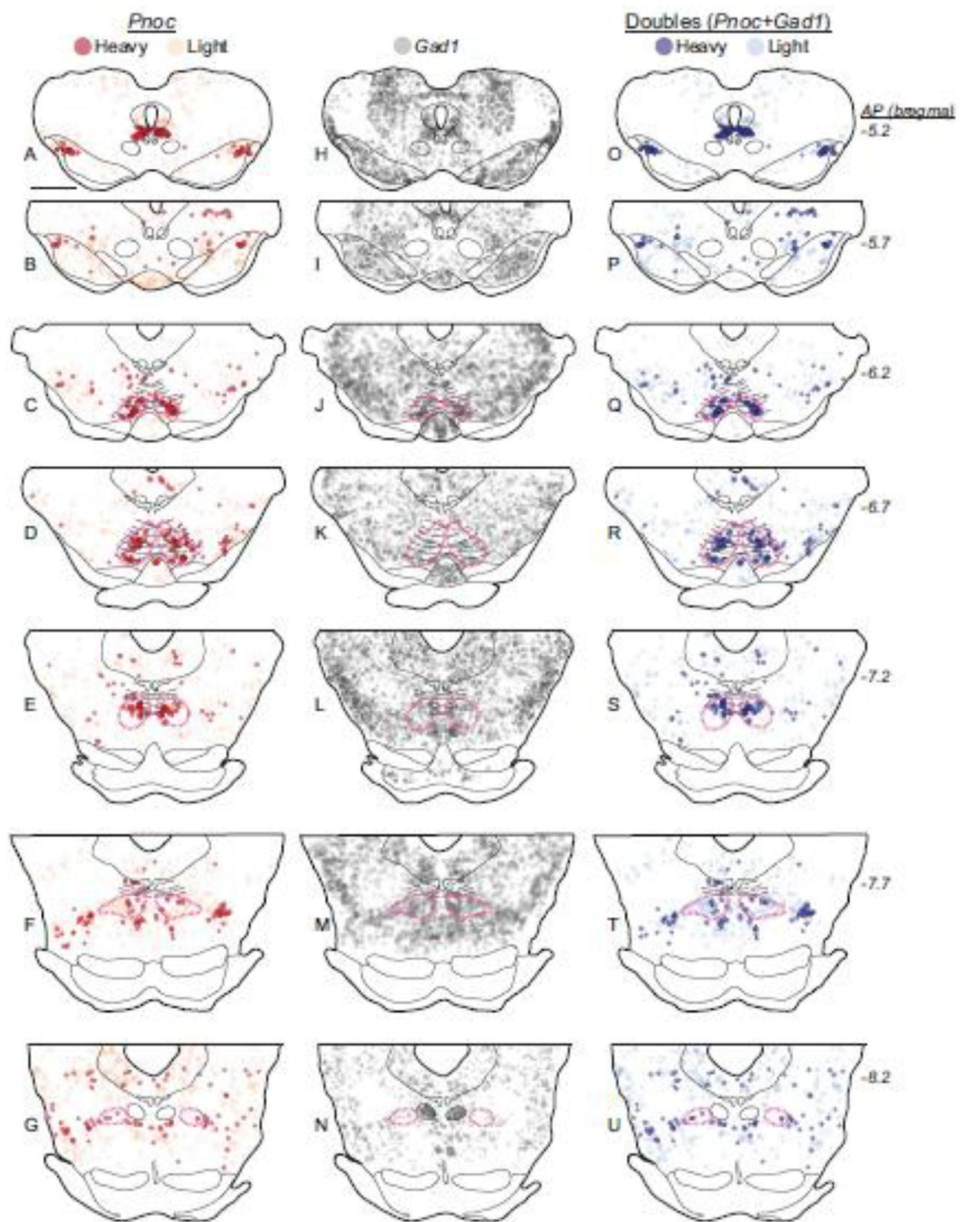 Pnoc Doubles (Pnoc+Gad1)
Heavy Light Gad1 Heavy Light
AP (bregma)
A H O -5.2
B I P -5.7
C J Q -6.2
D K R -6.7
E L S -7.2
F M T -7.7
G N U -8.2